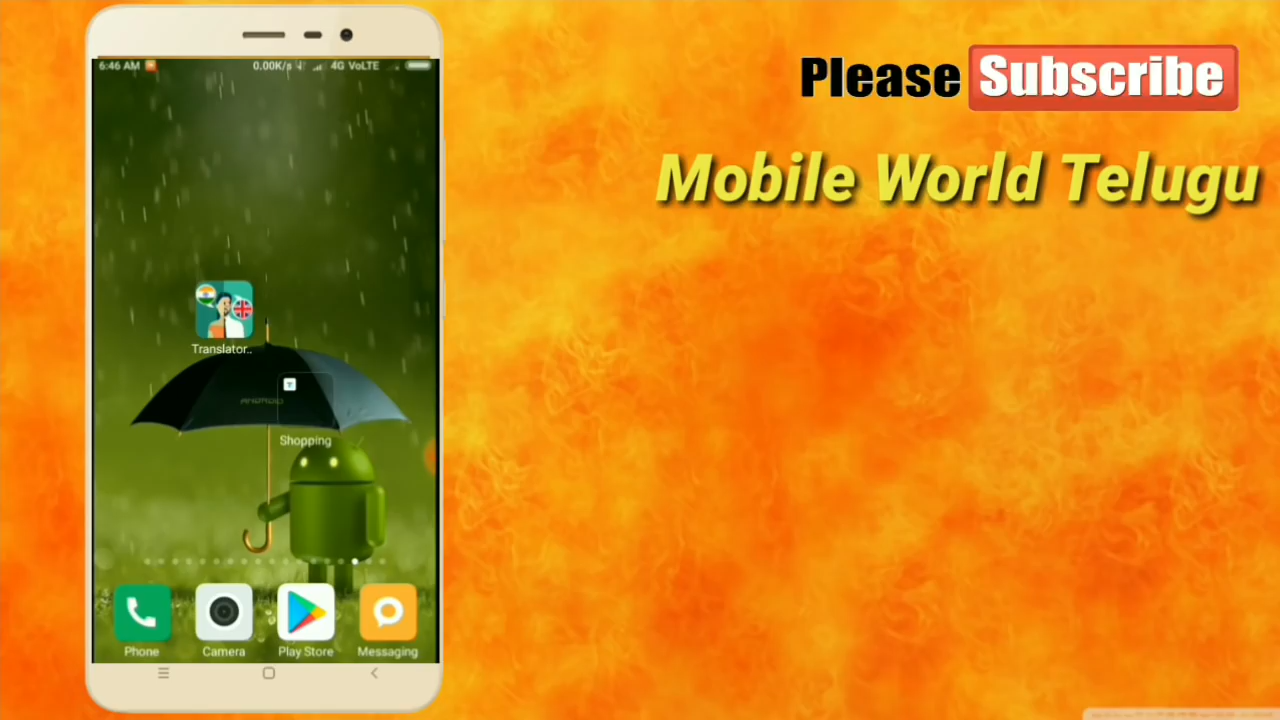 6:46 AM 0.00K/s 4G VoLTE
Please Subscribe
Mobile World Telugu
Translator..
ANDROID
T
Shopping
Phone Camera Play Store Messaging